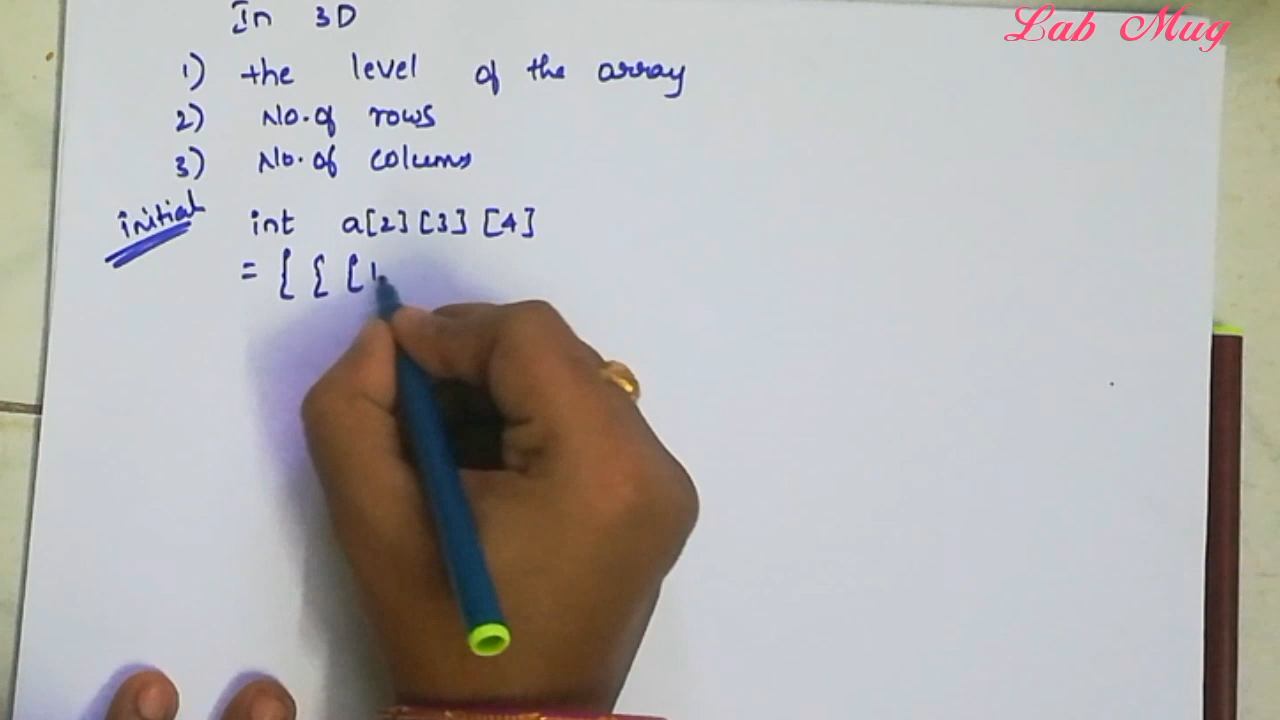 Lab Mug
In 3D
1) the level of the array
2) No. of rows
3) No. of colums
initial int a[2] [3] [4]
= { { { 1